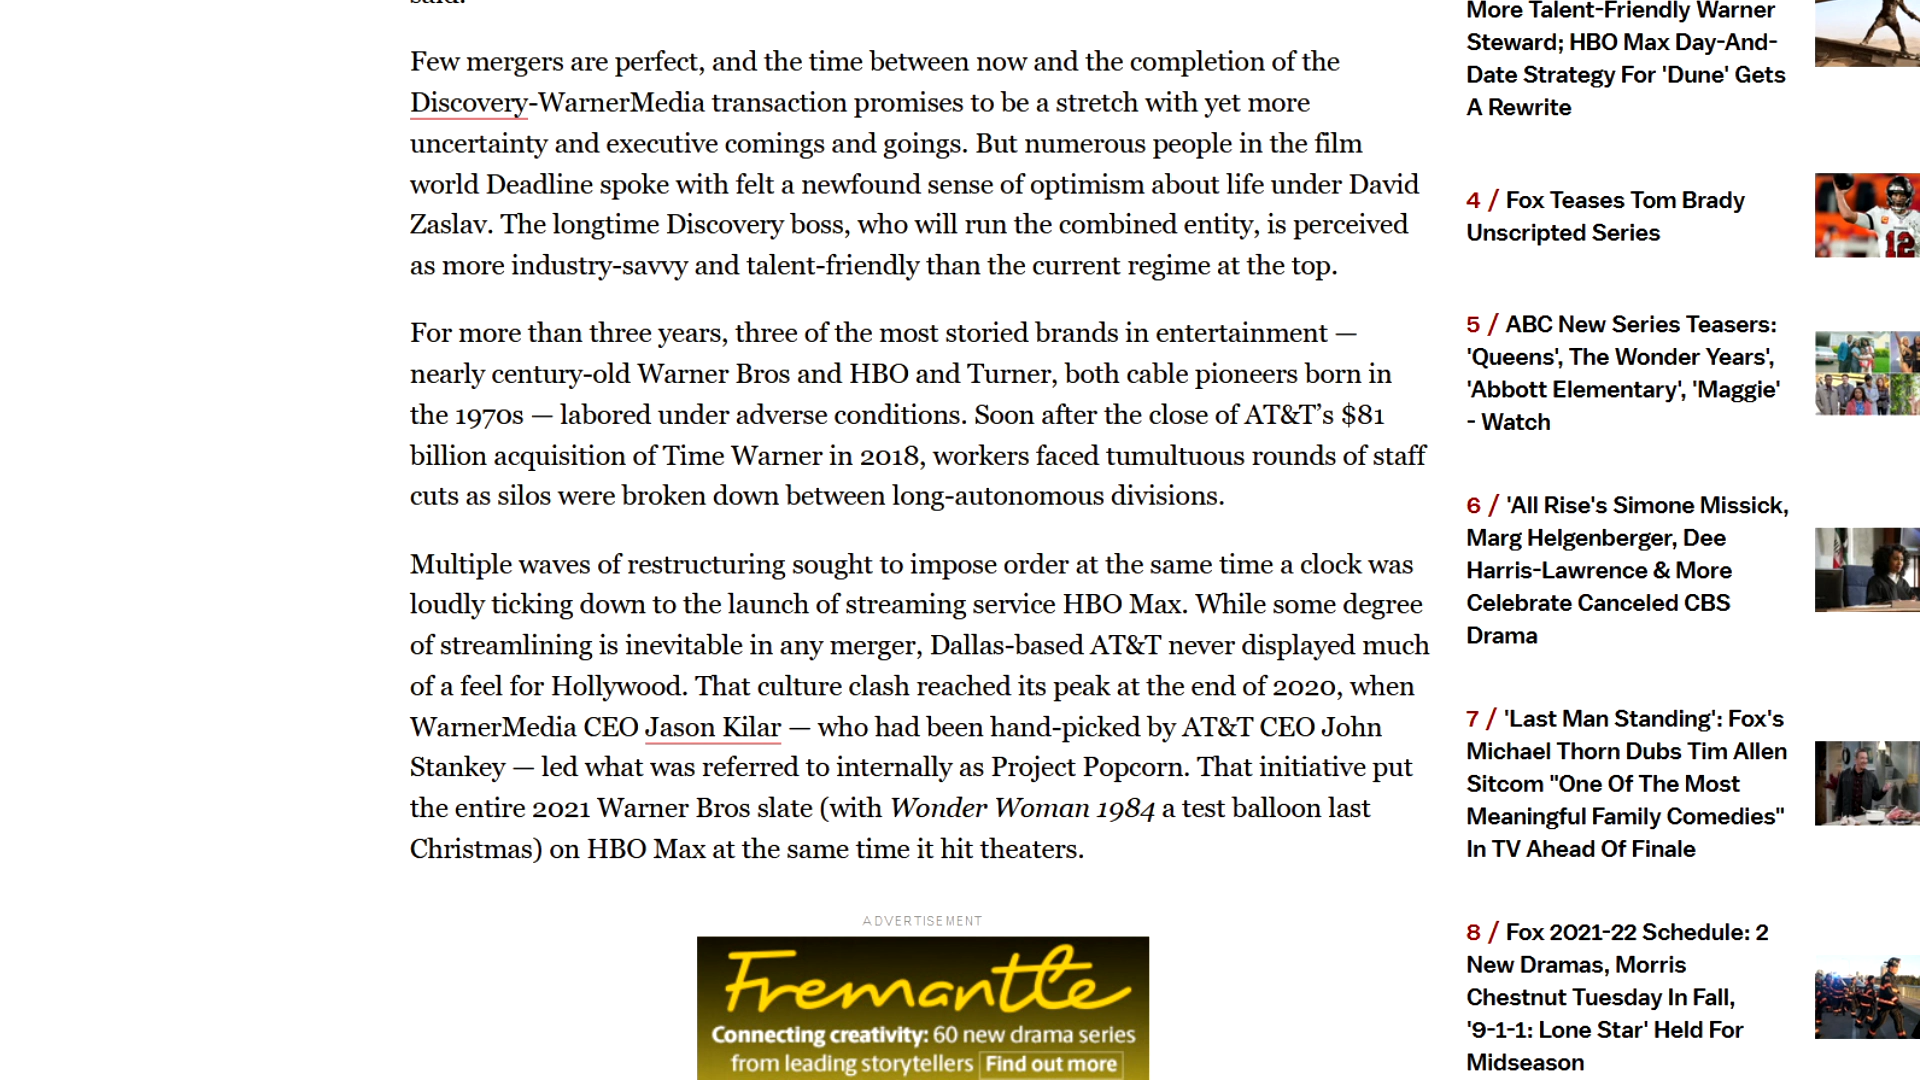 said.
Few mergers are perfect, and the time between now and the completion of the
Discovery-WarnerMedia transaction promises to be a stretch with yet more
uncertainty and executive comings and goings. But numerous people in the film
world Deadline spoke with felt a newfound sense of optimism about life under David
Zaslav. The longtime Discovery boss, who will run the combined entity, is perceived
as more industry-savvy and talent-friendly than the current regime at the top.
For more than three years, three of the most storied brands in entertainment —
nearly century-old Warner Bros and HBO and Turner, both cable pioneers born in
the 1970s — labored under adverse conditions. Soon after the close of AT&T’s $81
billion acquisition of Time Warner in 2018, workers faced tumultuous rounds of staff
cuts as silos were broken down between long-autonomous divisions.
Multiple waves of restructuring sought to impose order at the same time a clock was
loudly ticking down to the launch of streaming service HBO Max. While some degree
of streamlining is inevitable in any merger, Dallas-based AT&T never displayed much
of a feel for Hollywood. That culture clash reached its peak at the end of 2020, when
WarnerMedia CEO Jason Kilar — who had been hand-picked by AT&T CEO John
Stankey — led what was referred to internally as Project Popcorn. That initiative put
the entire 2021 Warner Bros slate (with Wonder Woman 1984 a test balloon last
Christmas) on HBO Max at the same time it hit theaters.
ADVERTISEMENT
Fremantle
Connecting creativity: 60 new drama series
from leading storytellers Find out more
More Talent-Friendly Warner
Steward; HBO Max Day-And-
Date Strategy For 'Dune' Gets
A Rewrite
4 / Fox Teases Tom Brady
Unscripted Series
12
5 / ABC New Series Teasers:
'Queens', The Wonder Years',
'Abbott Elementary', 'Maggie'
- Watch
6 / 'All Rise's Simone Missick,
Marg Helgenberger, Dee
Harris-Lawrence & More
Celebrate Canceled CBS
Drama
7 / 'Last Man Standing': Fox's
Michael Thorn Dubs Tim Allen
Sitcom "One Of The Most
Meaningful Family Comedies"
In TV Ahead Of Finale
8 / Fox 2021-22 Schedule: 2
New Dramas, Morris
Chestnut Tuesday In Fall,
'9-1-1: Lone Star' Held For
Midseason